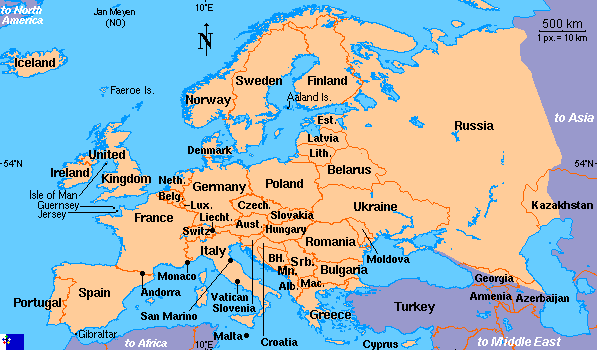 to North
America
Jan Meyen
(NO)
10°E
N
500 km
1 px. = 10 km
Iceland
Faeroe Is.
Sweden
Finland
Norway
Aaland Is.
Russia
to Asia
Est.
Latvia
Lith.
Denmark
54°N
54°N
United
Kingdom
Ireland
Isle of Man
Guernsey
Jersey
Neth.
Belg.
Lux.
Germany
Poland
Belarus
Kazakhstan
France
Liecht.
Switz.
Czech.
Aust.
Slovakia
Hungary
Ukraine
Romania
Moldova
Italy
BH.
Srb.
Mn.
Bulgaria
Alb.
Mac.
Monaco
Andorra
San Marino
Vatican
Slovenia
Portugal
Spain
Georgia
Armenia
Azerbaijan
Turkey
Greece
Gibraltar
to Africa
Malta
10°E
Croatia
Cyprus
to Middle East